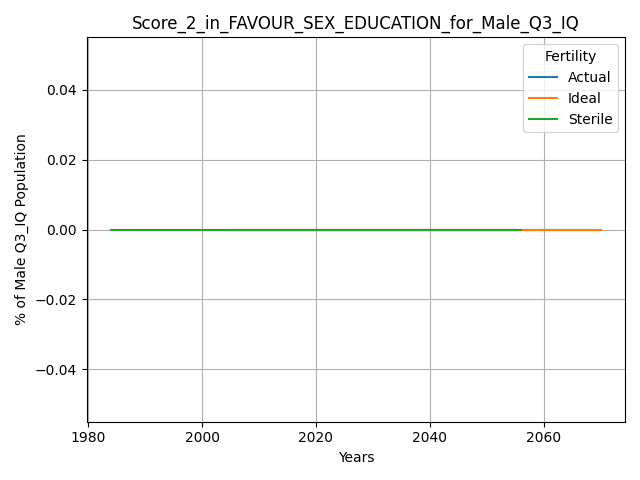 Score_2_in_FAVOUR_SEX_EDUCATION_for_Male_Q3_IQ
Fertility
Actual
Ideal
Sterile
0.04
0.02
0.00
−0.02
−0.04
% of Male Q3_IQ Population
1980 2000 2020 2040 2060
Years